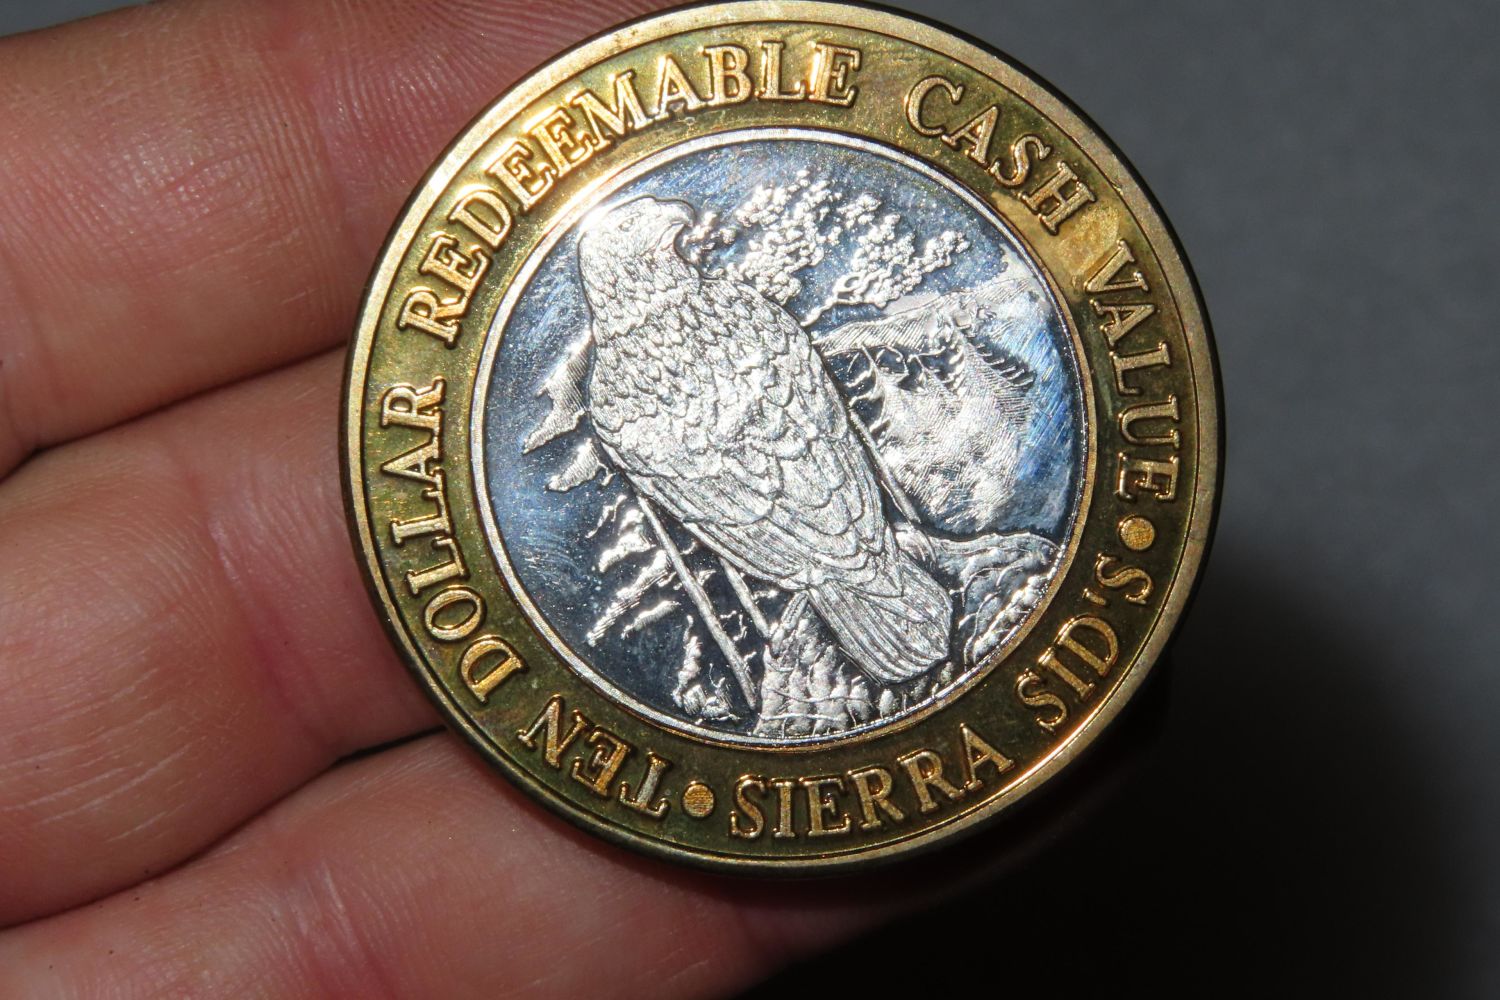 TEN DOLLAR REDEEMABLE CASH VALUE •
SIERRA SID'S •